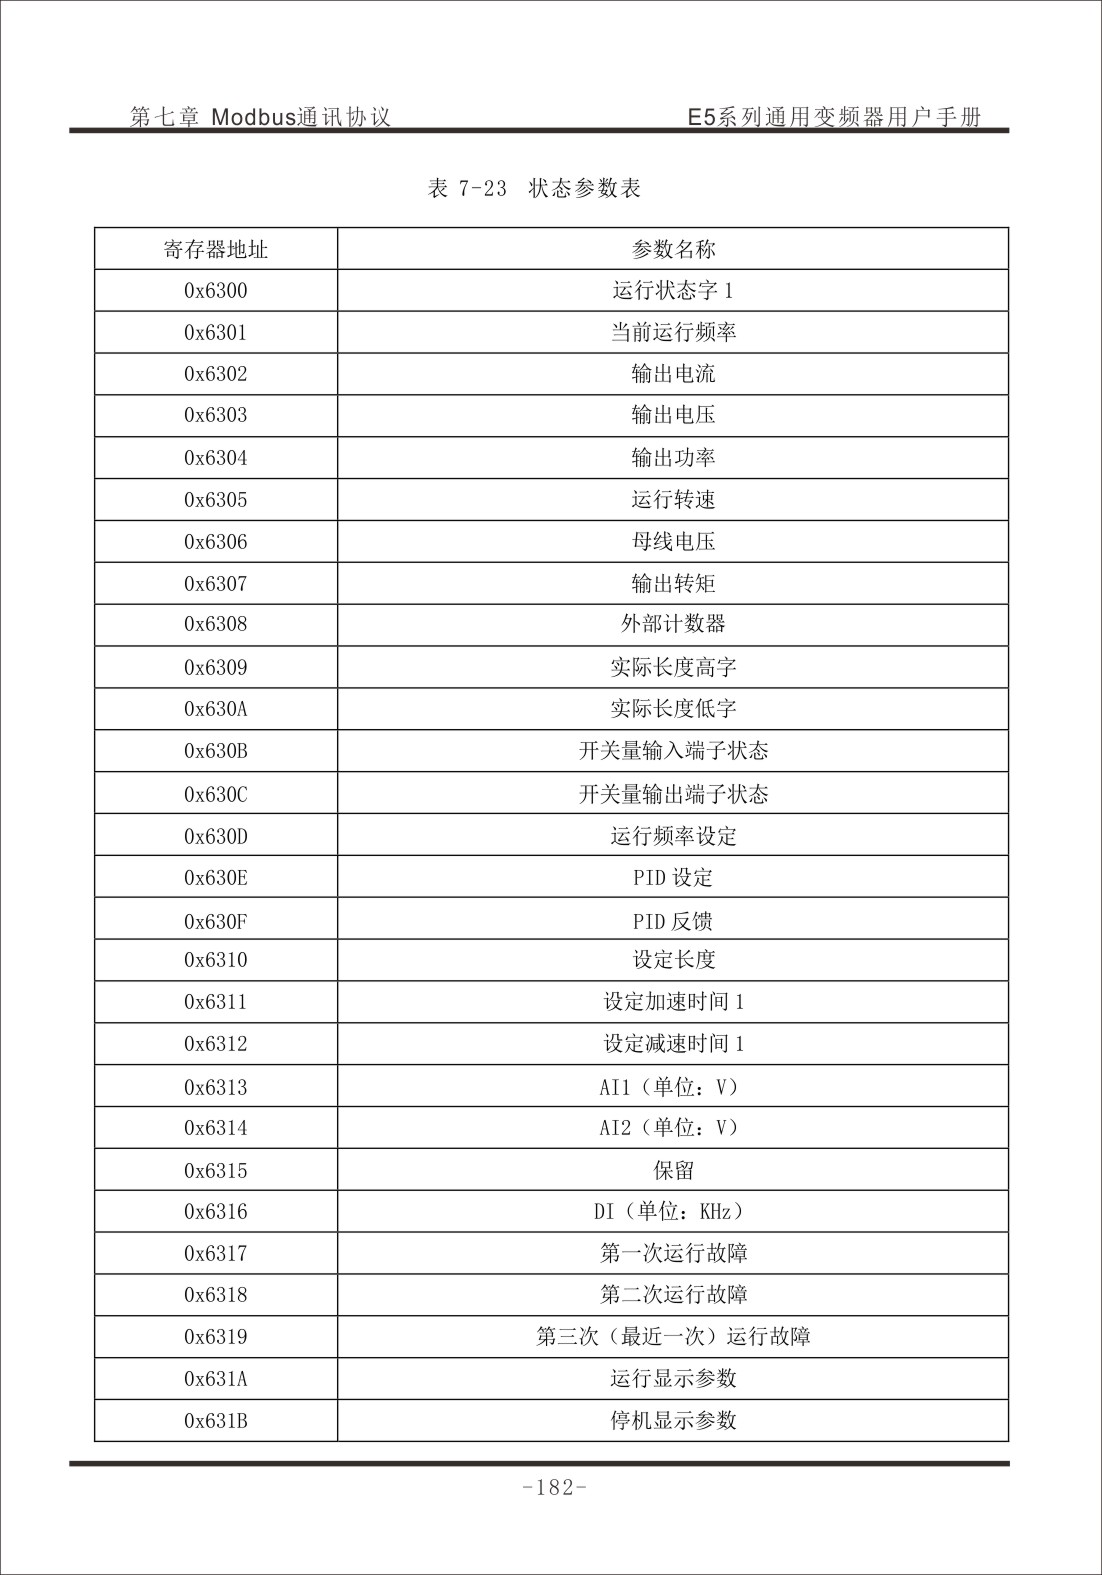 第七章 Modbus通讯协议 E5系列通用变频器用户手册
表 7-23 状态参数表
寄存器地址 参数名称
0x6300 运行状态字 1
0x6301 当前运行频率
0x6302 输出电流
0x6303 输出电压
0x6304 输出功率
0x6305 运行转速
0x6306 母线电压
0x6307 输出转矩
0x6308 外部计数器
0x6309 实际长度高字
0x630A 实际长度低字
0x630B 开关量输入端子状态
0x630C 开关量输出端子状态
0x630D 运行频率设定
0x630E PID 设定
0x630F PID 反馈
0x6310 设定长度
0x6311 设定加速时间 1
0x6312 设定减速时间 1
0x6313 AI1（单位：V）
0x6314 AI2（单位：V）
0x6315 保留
0x6316 DI（单位：KHz）
0x6317 第一次运行故障
0x6318 第二次运行故障
0x6319 第三次（最近一次）运行故障
0x631A 运行显示参数
0x631B 停机显示参数
-182-